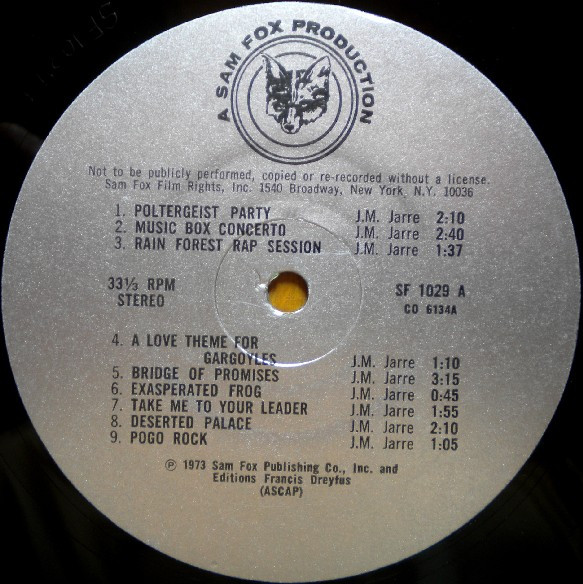 A SAM FOX PRODUCTION
Not to be publicly performed, copied or re-recorded without a license.
Sam Fox Film Rights, Inc. 1540 Broadway, New York, N.Y. 10036
1. POLTERGEIST PARTY J.M. Jarre 2:10
2. MUSIC BOX CONCERTO J.M. Jarre 2:40
3. RAIN FOREST RAP SESSION J.M. Jarre 1:37
33⅓ RPM SF 1029 A
STEREO CO 6134A
4. A LOVE THEME FOR
GARGOYLES J.M. Jarre 1:10
5. BRIDGE OF PROMISES J.M. Jarre 3:15
6. EXASPERATED FROG J.M. Jarre 0:45
7. TAKE ME TO YOUR LEADER J.M. Jarre 1:55
8. DESERTED PALACE J.M. Jarre 2:10
9. POGO ROCK J.M. Jarre 1:05
℗ 1973 Sam Fox Publishing Co., Inc. and
Editions Francis Dreyfus
(ASCAP)